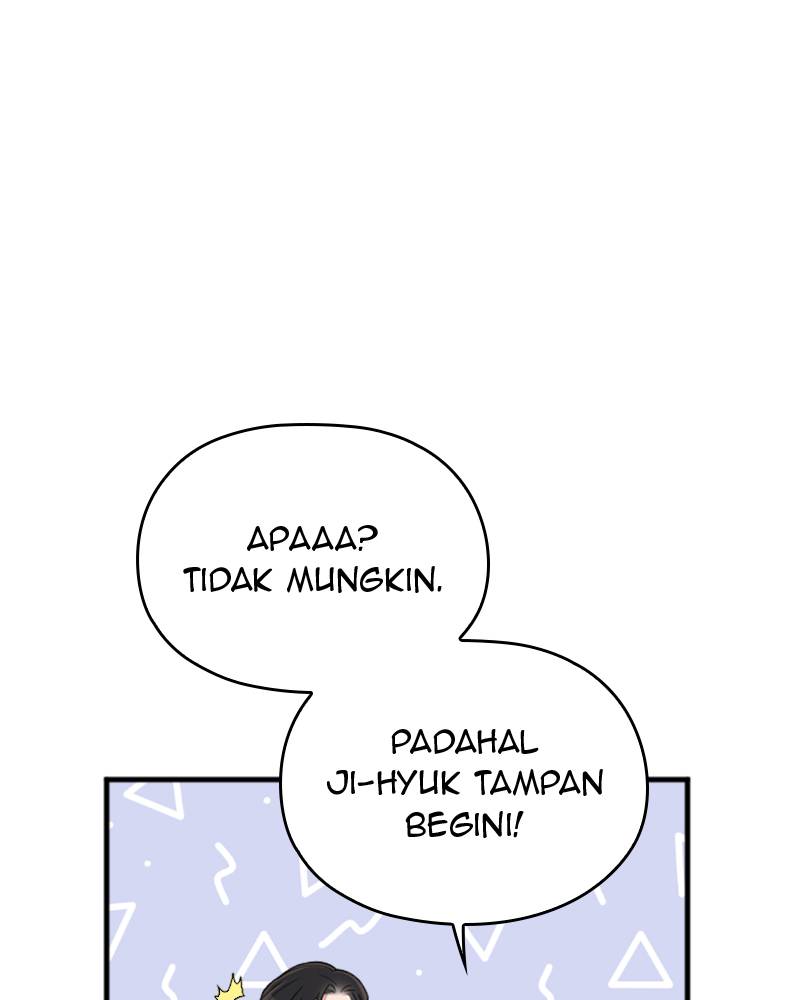 APAAA?
TIDAK MUNGKIN.
PADAHAL
JI-HYUK TAMPAN
BEGINI!